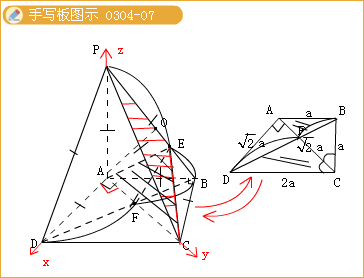 手写板图示 0304-07
P z
O
E
A
B
F
D
C
x
y
A a B
F
√2 a √2 a a
D 2a C